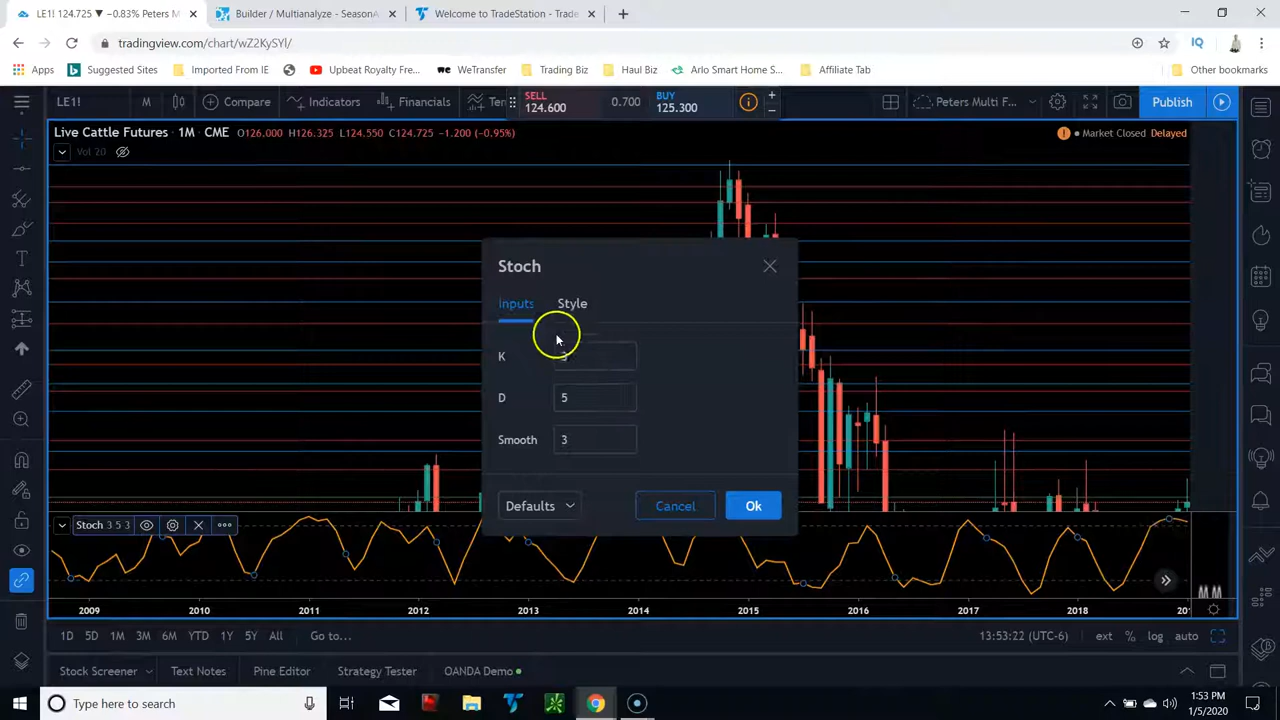 LE1! 124.725 ▼ −0.83% Peters M
Builder / Multianalyze - SeasonA
Welcome to TradeStation - Trade
tradingview.com/chart/wZ2KySYl/
Apps
Suggested Sites
Imported From IE
Upbeat Royalty Fre...
WeTransfer
Trading Biz
Haul Biz
Arlo Smart Home S...
Affiliate Tab
Other bookmarks
LE1!
M
Compare
Indicators
Financials
Ten
SELL
124.600
0.700
BUY
125.300
Peters Multi F...
Publish
Live Cattle Futures · 1M · CME
O126.000 H126.325 L124.550 C124.725 −1.200 (−0.95%)
Market Closed Delayed
Vol 20
Stoch
Inputs
Style
K
3
D
5
Smooth
3
Defaults
Cancel
Ok
Stoch 3 5 3
2009 2010 2011 2012 2013 2014 2015 2016 2017 2018
1D 5D 1M 3M 6M YTD 1Y 5Y All Go to...
13:53:22 (UTC-6) ext % log auto
Stock Screener
Text Notes
Pine Editor
Strategy Tester
OANDA Demo
Type here to search
1:53 PM
1/5/2020